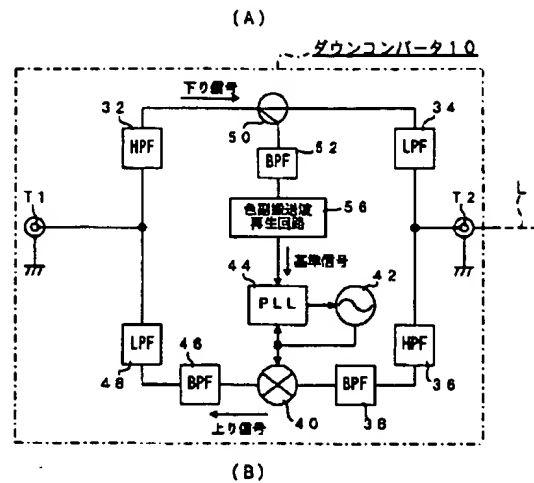 (A)
ダウンコンバータ10
下り信号
32
50
34
HPF
BPF
52
LPF
T1
色副搬送波
再生回路
56
T2
L
基準信号
44
42
PLL
LPF
48
46
BPF
40
BPF
38
HPF
36
上り信号
(B)